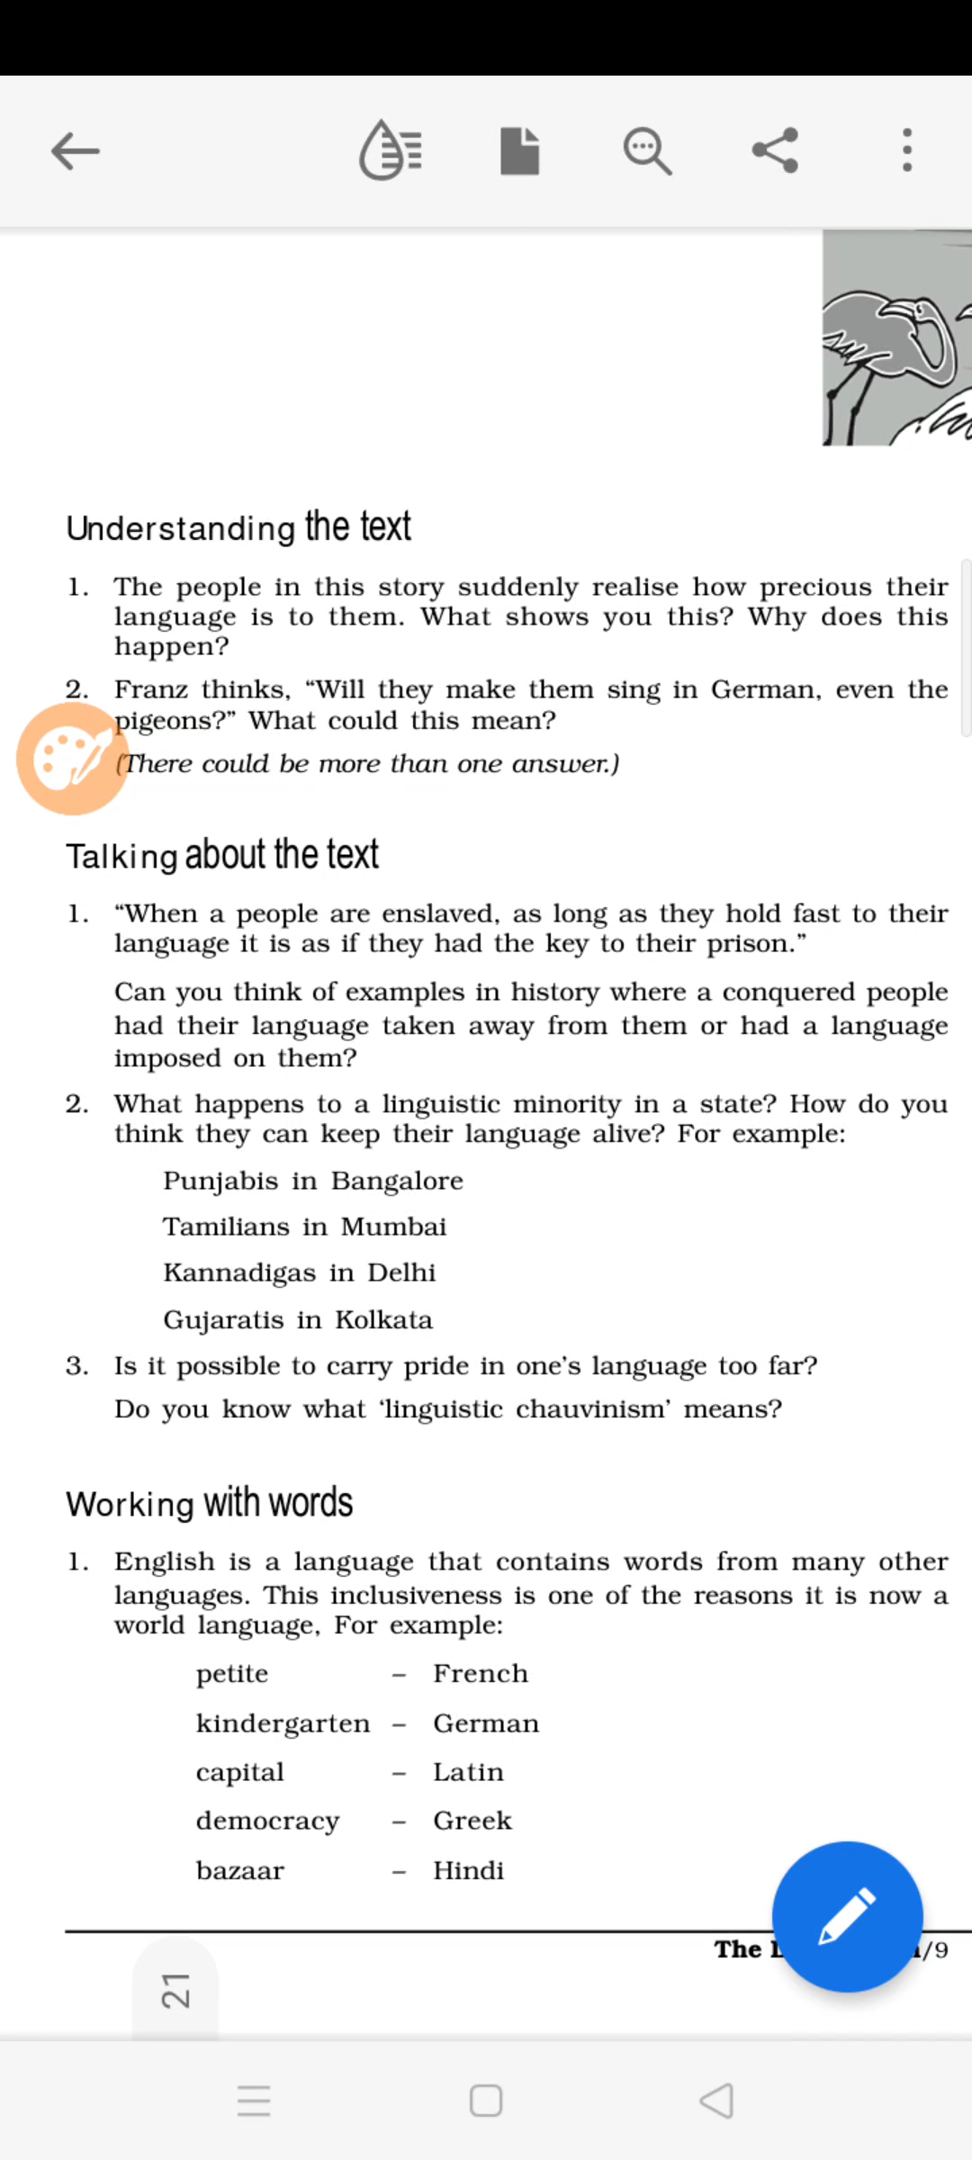 Understanding the text
1. The people in this story suddenly realise how precious their
language is to them. What shows you this? Why does this
happen?
2. Franz thinks, “Will they make them sing in German, even the
pigeons?” What could this mean?
(There could be more than one answer.)
Talking about the text
1. “When a people are enslaved, as long as they hold fast to their
language it is as if they had the key to their prison.”
Can you think of examples in history where a conquered people
had their language taken away from them or had a language
imposed on them?
2. What happens to a linguistic minority in a state? How do you
think they can keep their language alive? For example:
Punjabis in Bangalore
Tamilians in Mumbai
Kannadigas in Delhi
Gujaratis in Kolkata
3. Is it possible to carry pride in one’s language too far?
Do you know what ‘linguistic chauvinism’ means?
Working with words
1. English is a language that contains words from many other
languages. This inclusiveness is one of the reasons it is now a
world language, For example:
petite – French
kindergarten – German
capital – Latin
democracy – Greek
bazaar – Hindi
The /9
21